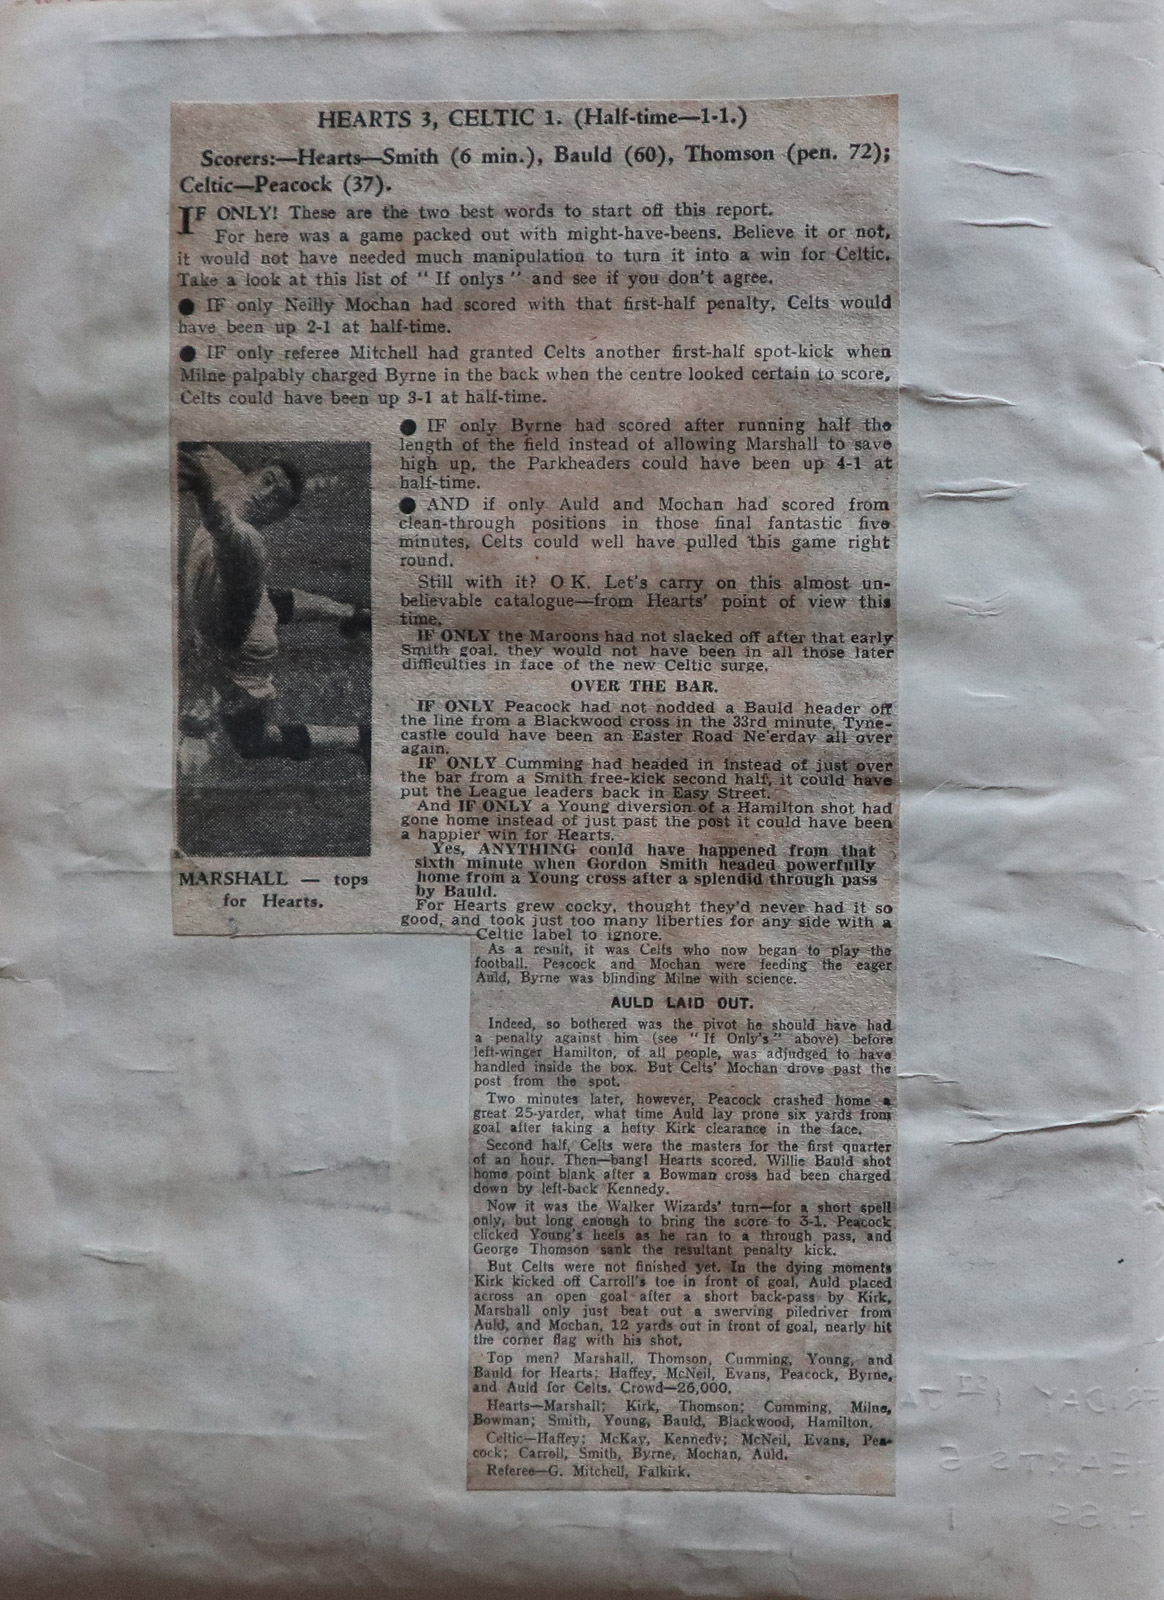 HEARTS 3, CELTIC 1. (Half-time—1-1.)
Scorers:—Hearts—Smith (6 min.), Bauld (60), Thomson (pen. 72);
Celtic—Peacock (37).
IF ONLY! These are the two best words to start off this report.
For here was a game packed out with might-have-beens. Believe it or not,
it would not have needed much manipulation to turn it into a win for Celtic.
Take a look at this list of " If onlys " and see if you don't agree.
● IF only Neilly Mochan had scored with that first-half penalty, Celts would
have been up 2-1 at half-time.
● IF only referee Mitchell had granted Celts another first-half spot-kick when
Milne palpably charged Byrne in the back when the centre looked certain to score,
Celts could have been up 3-1 at half-time.
● IF only Byrne had scored after running half the
length of the field instead of allowing Marshall to save
high up, the Parkheaders could have been up 4-1 at
half-time.
● AND if only Auld and Mochan had scored from
clean-through positions in those final fantastic five
minutes, Celts could well have pulled this game right
round.
Still with it? O K. Let's carry on this almost un-
believable catalogue—from Hearts' point of view this
time.
IF ONLY the Maroons had not slacked off after that early
Smith goal, they would not have been in all those later
difficulties in face of the new Celtic surge.
OVER THE BAR.
IF ONLY Peacock had not nodded a Bauld header off
the line from a Blackwood cross in the 33rd minute, Tyne-
castle could have been an Easter Road Ne'erday all over
again.
IF ONLY Cumming had headed in instead of just over
the bar from a Smith free-kick second half, it could have
put the League leaders back in Easy Street.
And IF ONLY a Young diversion of a Hamilton shot had
gone home instead of just past the post it could have been
a happier win for Hearts.
Yes, ANYTHING could have happened from that
sixth minute when Gordon Smith headed powerfully
home from a Young cross after a splendid through pass
by Bauld.
For Hearts grew cocky, thought they'd never had it so
good, and took just too many liberties for any side with a
Celtic label to ignore.
MARSHALL — tops
for Hearts.
As a result, it was Celts who now began to play the
football. Peacock and Mochan were feeding the eager
Auld, Byrne was blinding Milne with science.
AULD LAID OUT.
Indeed, so bothered was the pivot he should have had
a penalty against him (see " If Only's " above) before
left-winger Hamilton, of all people, was adjudged to have
handled inside the box. But Celts' Mochan drove past the
post from the spot.
Two minutes later, however, Peacock crashed home a
great 25-yarder, what time Auld lay prone six yards from
goal after taking a hefty Kirk clearance in the face.
Second half, Celts were the masters for the first quarter
of an hour. Then—bang! Hearts scored. Willie Bauld shot
home point blank after a Bowman cross had been charged
down by left-back Kennedy.
Now it was the Walker Wizards' turn—for a short spell
only, but long enough to bring the score to 3-1. Peacock
clicked Young's heels as he ran to a through pass, and
George Thomson sank the resultant penalty kick.
But Celts were not finished yet. In the dying moments
Kirk kicked off Carroll's toe in front of goal, Auld placed
across an open goal after a short back-pass by Kirk,
Marshall only just beat out a swerving piledriver from
Auld, and Mochan, 12 yards out in front of goal, nearly hit
the corner flag with his shot.
Top men? Marshall, Thomson, Cumming, Young, and
Bauld for Hearts; Haffey, McNeil, Evans, Peacock, Byrne,
and Auld for Celts. Crowd—26,000.
Hearts—Marshall; Kirk, Thomson; Cumming, Milne,
Bowman; Smith, Young, Bauld, Blackwood, Hamilton.
Celtic—Haffey; McKay, Kennedy; McNeil, Evans, Pea-
cock; Carroll, Smith, Byrne, Mochan, Auld.
Referee—G. Mitchell, Falkirk.